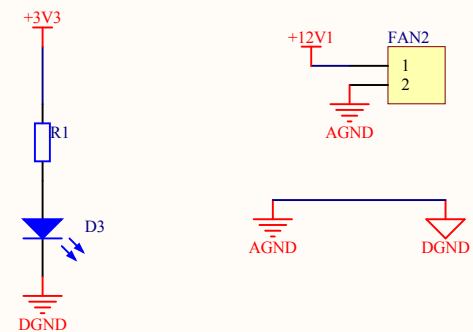 +3V3
R1
D3
DGND
+12V1
FAN2
1
2
AGND
AGND
DGND